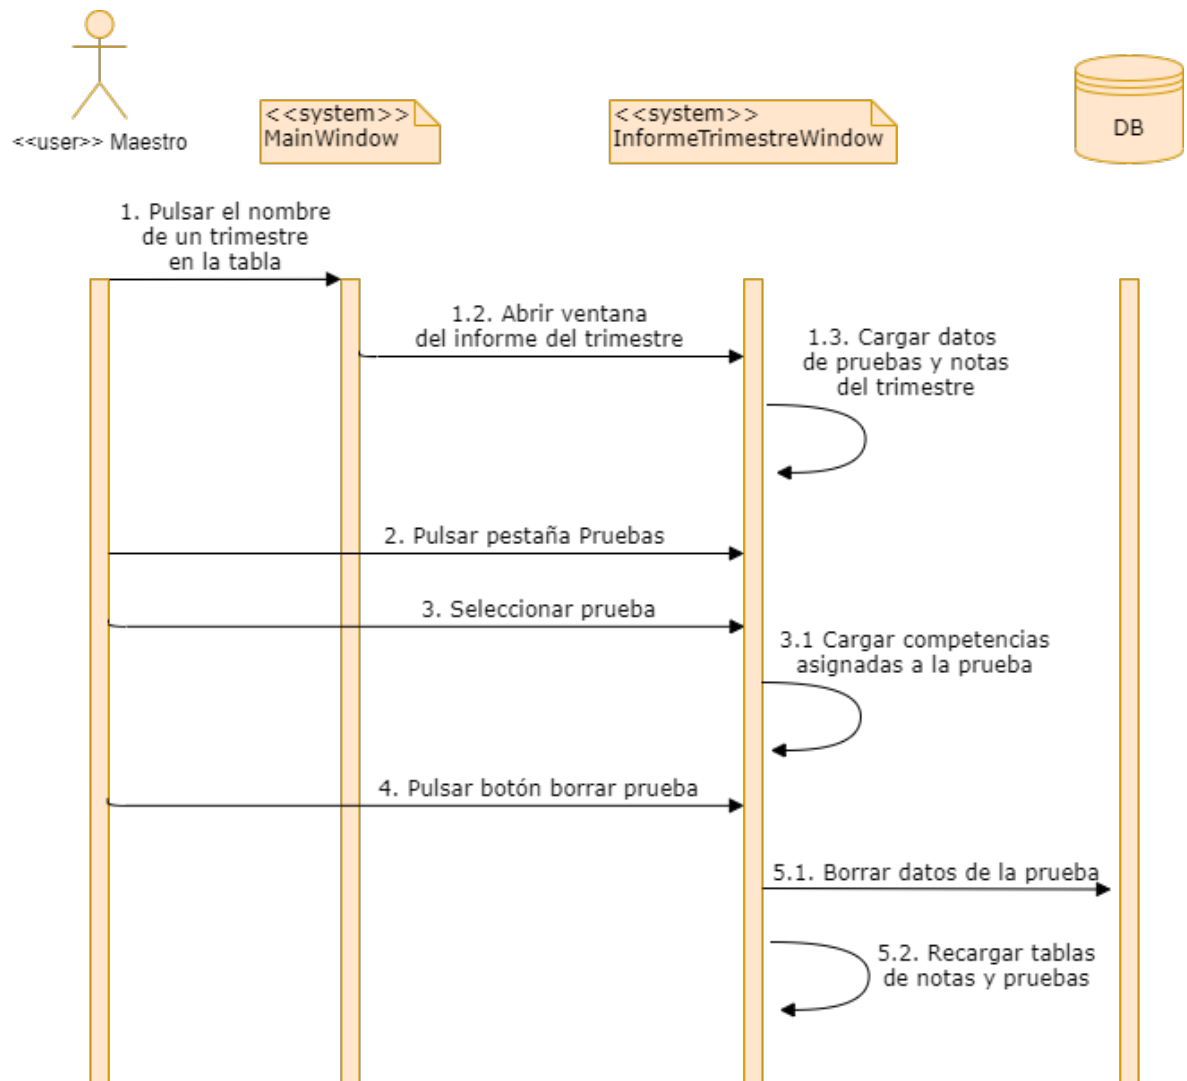 <<user>> Maestro
<<system>>
MainWindow
<<system>>
InformeTrimestreWindow
DB
1. Pulsar el nombre
de un trimestre
en la tabla
1.2. Abrir ventana
del informe del trimestre
1.3. Cargar datos
de pruebas y notas
del trimestre
2. Pulsar pestaña Pruebas
3. Seleccionar prueba
3.1 Cargar competencias
asignadas a la prueba
4. Pulsar botón borrar prueba
5.1. Borrar datos de la prueba
5.2. Recargar tablas
de notas y pruebas